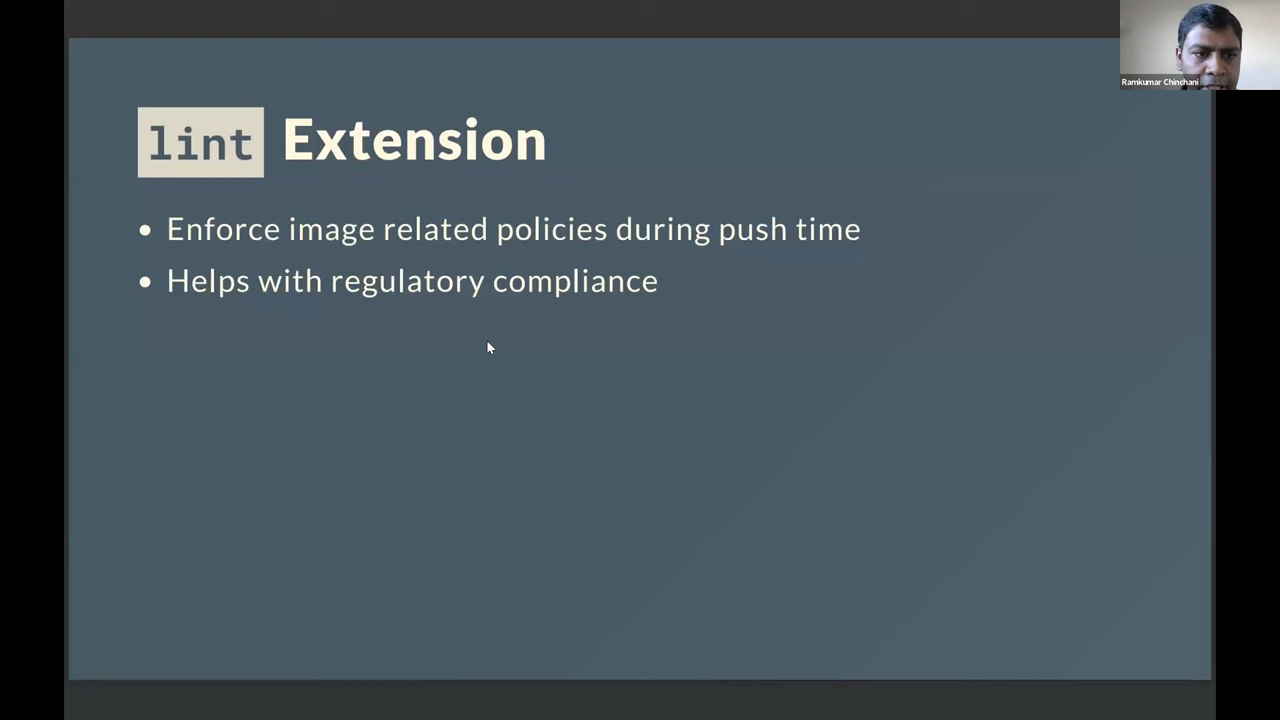 Ramkumar Chinchani
lint Extension
• Enforce image related policies during push time
• Helps with regulatory compliance